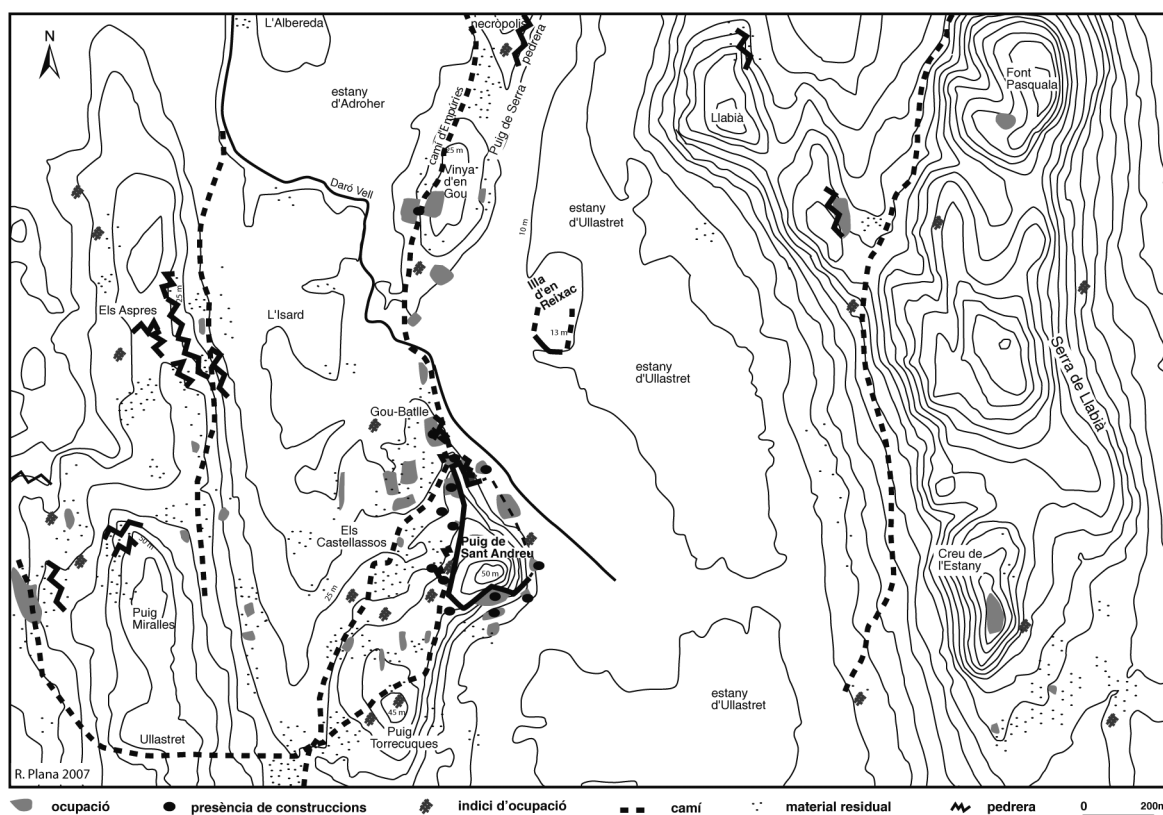 N
L'Albereda
necròpolis
estany
d'Adroher
camí d'Empúries
Puig de Serra
pedrera
25 m
Vinya
d'en
Gou
Daró Vell
10 m
estany
d'Ullastret
Llabià
Font
Pasquala
Els Aspres
25 m
L'Isard
Illa
d'en
Reixac
13 m
estany
d'Ullastret
Serra de Llabià
Gou-Batlle
Els
Castellassos
Puig de
Sant Andreu
50 m
50 m
25 m
Creu de
l'Estany
Puig
Miralles
estany
d'Ullastret
45 m
Puig
Torrecuques
Ullastret
R. Plana 2007
ocupació
presència de construccions
indici d'ocupació
camí
material residual
pedrera
0 200m